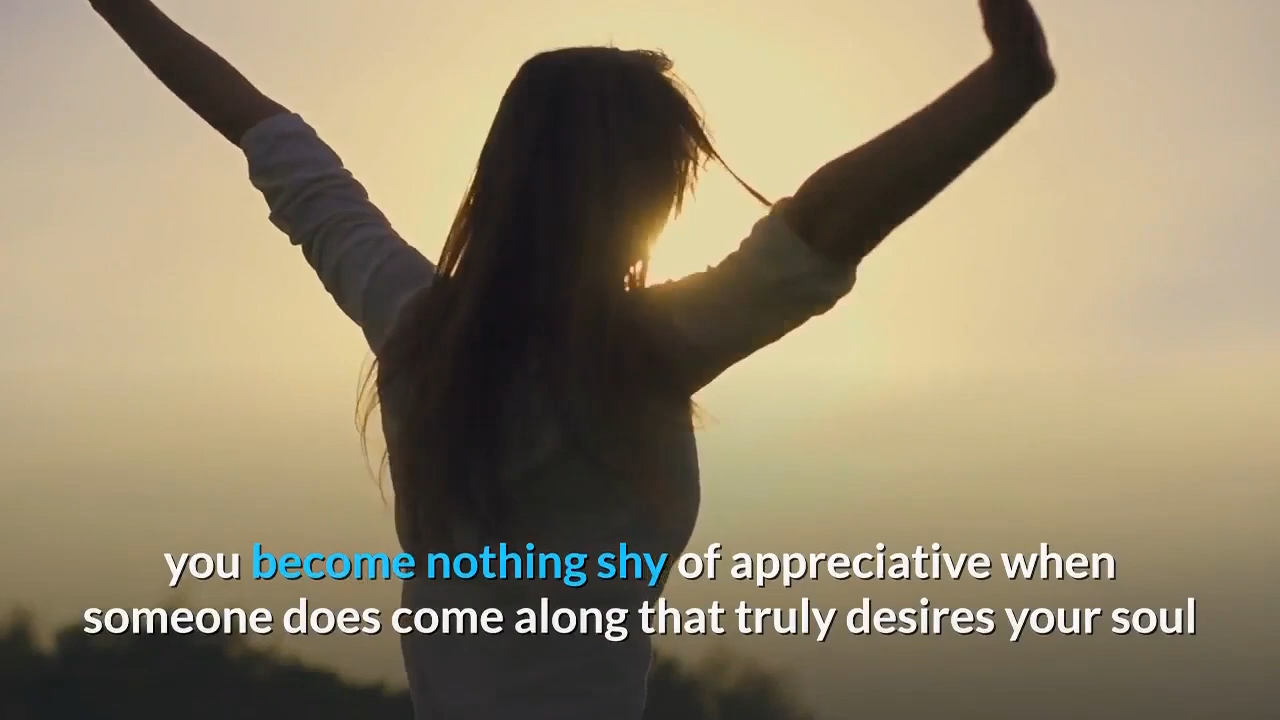 you become nothing shy of appreciative when
someone does come along that truly desires your soul